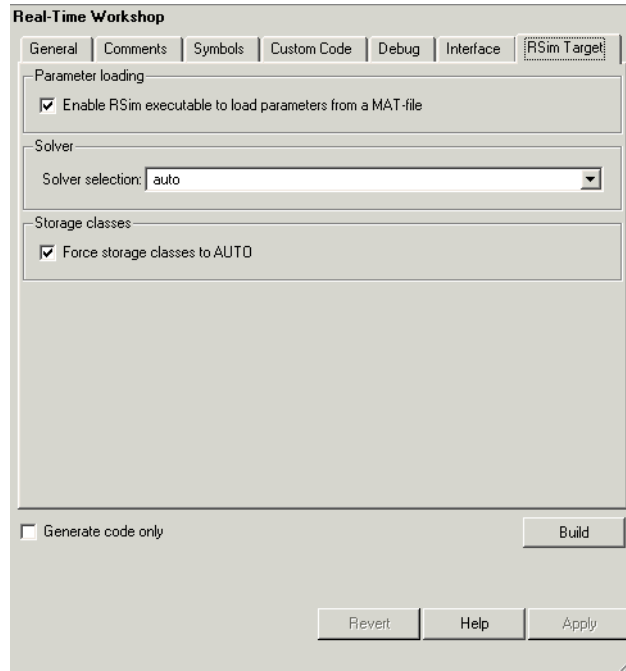 Real-Time Workshop
General Comments Symbols Custom Code Debug Interface RSim Target
Parameter loading
Enable RSim executable to load parameters from a MAT-file
Solver
Solver selection: auto
Storage classes
Force storage classes to AUTO
Generate code only Build
Revert Help Apply